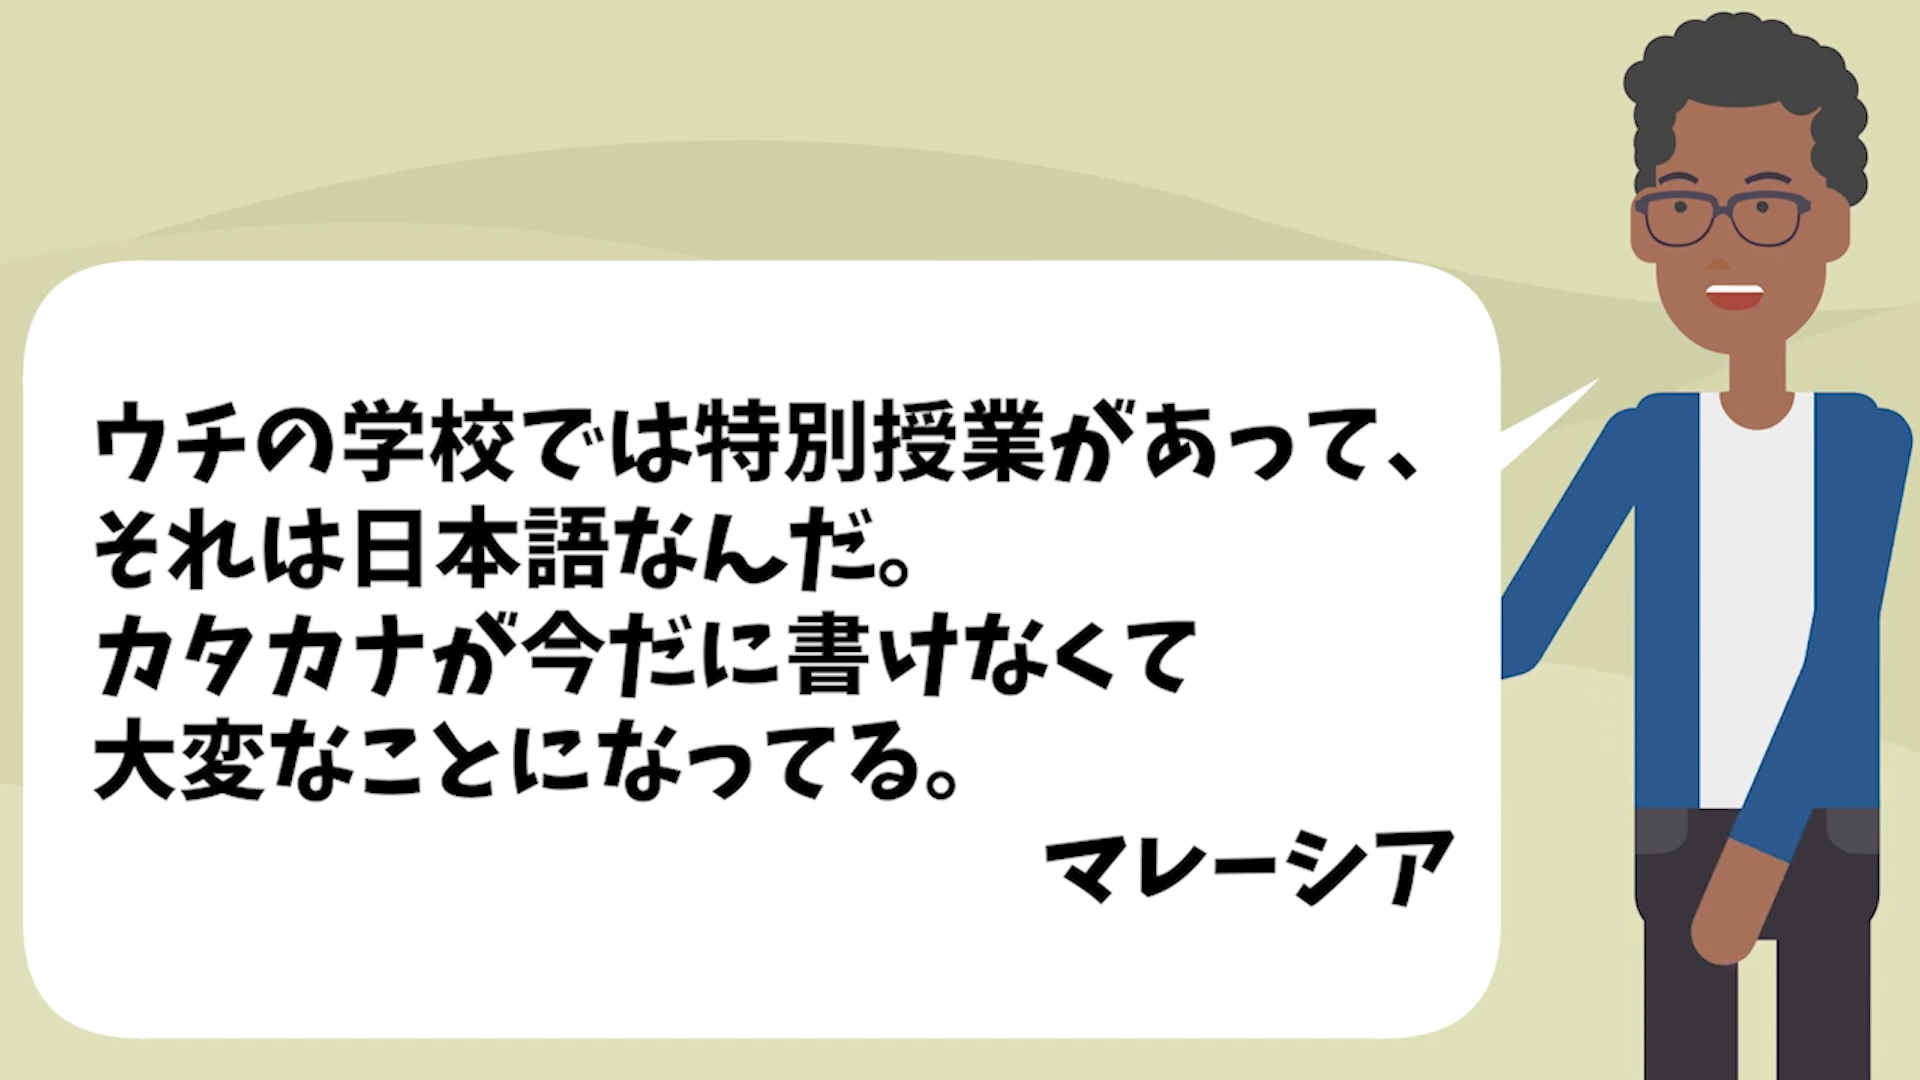 ウチの学校では特別授業があって、
それは日本語なんだ。
カタカナが今だに書けなくて
大変なことになってる。
マレーシア